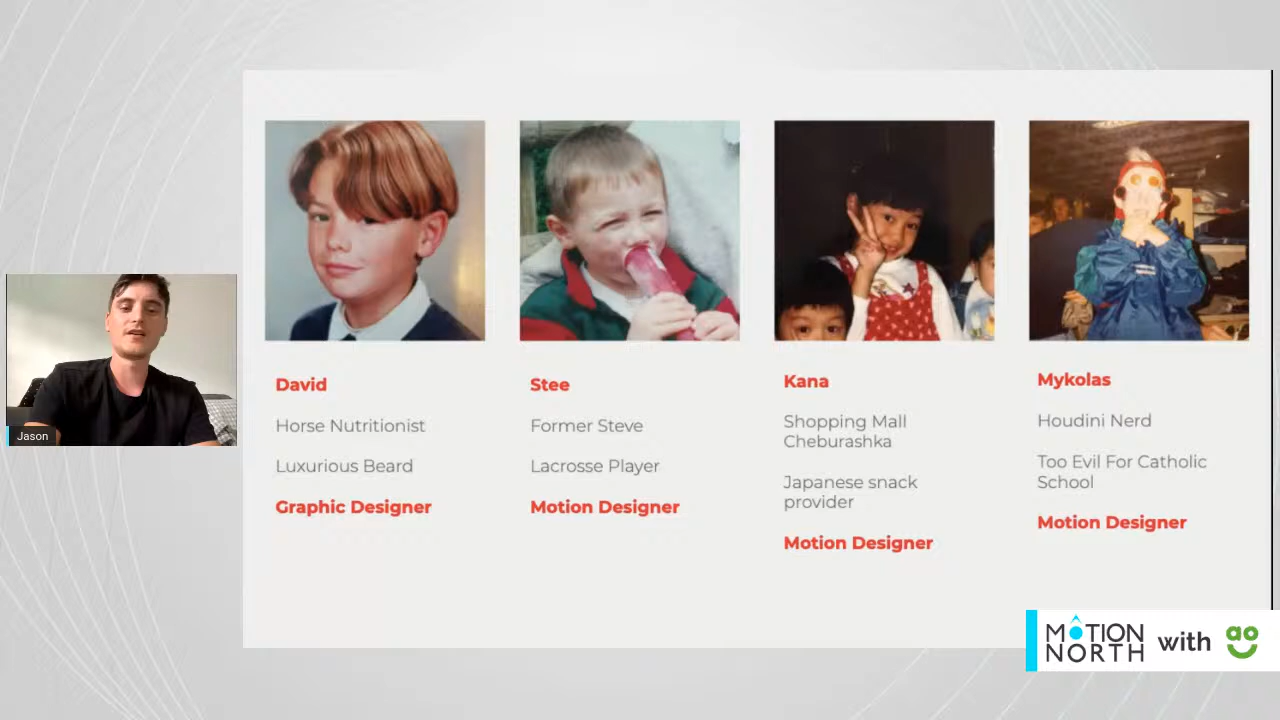 David
Horse Nutritionist
Luxurious Beard
Graphic Designer
Stee
Former Steve
Lacrosse Player
Motion Designer
Kana
Shopping Mall
Cheburashka
Japanese snack
provider
Motion Designer
Mykolas
Houdini Nerd
Too Evil For Catholic
School
Motion Designer
Jason
MOTION
NORTH
with
ao